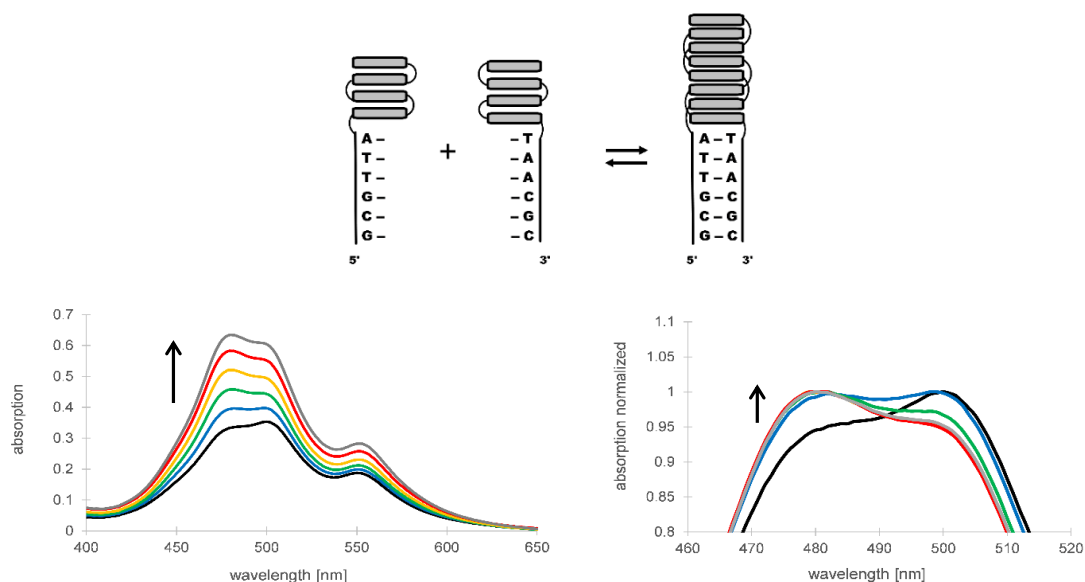 A – – T A – T
T – – A T – A
T – + – A T – A
G – – C G – C
C – – G C – G
G – – C G – C
5' 3' 5' 3'
0.7
0.6
0.5
0.4
0.3
0.2
0.1
0
absorption
400 450 500 550 600 650
wavelength [nm]
1.1
1.05
1
0.95
0.9
0.85
0.8
absorption normalized
460 470 480 490 500 510 520
wavelength [nm]